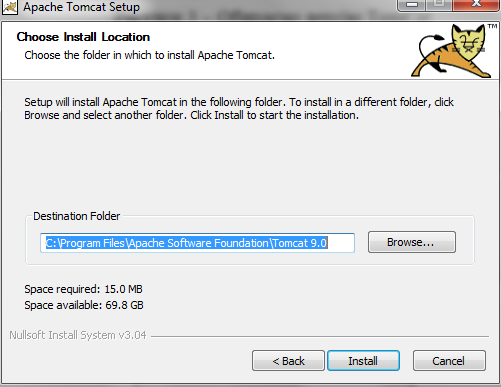 Apache Tomcat Setup
Choose Install Location
Choose the folder in which to install Apache Tomcat.
TM
Setup will install Apache Tomcat in the following folder. To install in a different folder, click
Browse and select another folder. Click Install to start the installation.
Destination Folder
C:\Program Files\Apache Software Foundation\Tomcat 9.0
Browse...
Space required: 15.0 MB
Space available: 69.8 GB
Nullsoft Install System v3.04
< Back
Install
Cancel